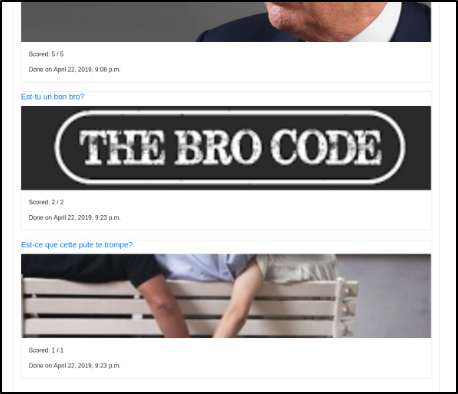 Scored: 5 / 5
Done on April 22, 2019, 9:08 p.m.
Est-tu un bon bro?
THE BRO CODE
Scored: 2 / 2
Done on April 22, 2019, 9:23 p.m.
Est-ce que cette pute te trompe?
Scored: 1 / 1
Done on April 22, 2019, 9:23 p.m.